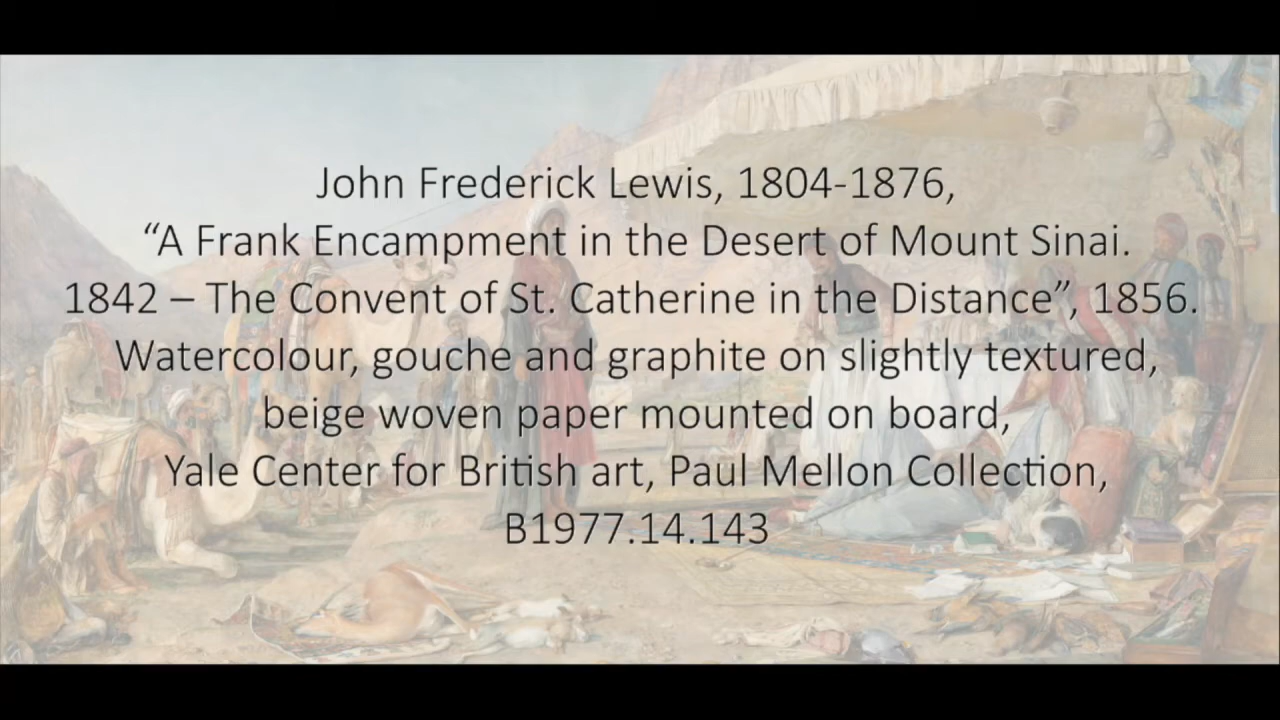 John Frederick Lewis, 1804-1876,
“A Frank Encampment in the Desert of Mount Sinai.
1842 – The Convent of St. Catherine in the Distance”, 1856.
Watercolour, gouche and graphite on slightly textured,
beige woven paper mounted on board,
Yale Center for British art, Paul Mellon Collection,
B1977.14.143